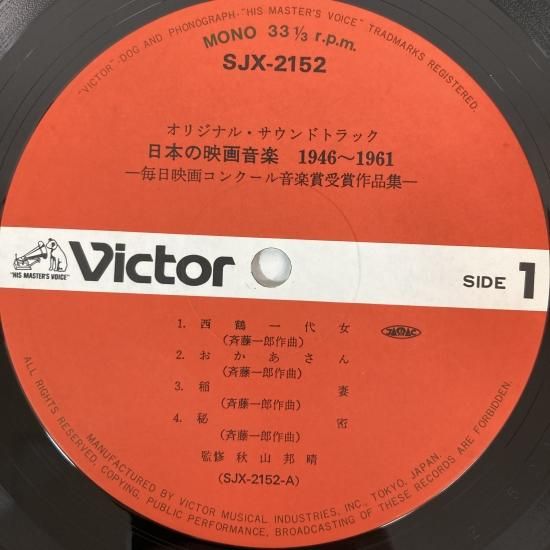 "VICTOR"-DOG AND PHONOGRAPH-"HIS MASTER'S VOICE" TRADMARKS REGISTERED.
MONO 33 1/3 r.p.m.
SJX-2152
オリジナル・サウンドトラック
日本の映画音楽 1946〜1961
—毎日映画コンクール音楽賞受賞作品集—
"HIS MASTER'S VOICE"
Victor
SIDE 1
1. 西鶴一代女
(斉藤一郎作曲)
JASRAC
2. おかあさん
(斉藤一郎作曲)
3. 稲妻
(斉藤一郎作曲)
4. 秘密
(斉藤一郎作曲)
監修 秋山邦晴
(SJX-2152-A)
MANUFACTURED BY VICTOR MUSICAL INDUSTRIES, INC., TOKYO, JAPAN.
ALL RIGHTS RESERVED, COPYING, PUBLIC PERFORMANCE, BROADCASTING OF THESE RECORDS ARE FORBIDDEN.